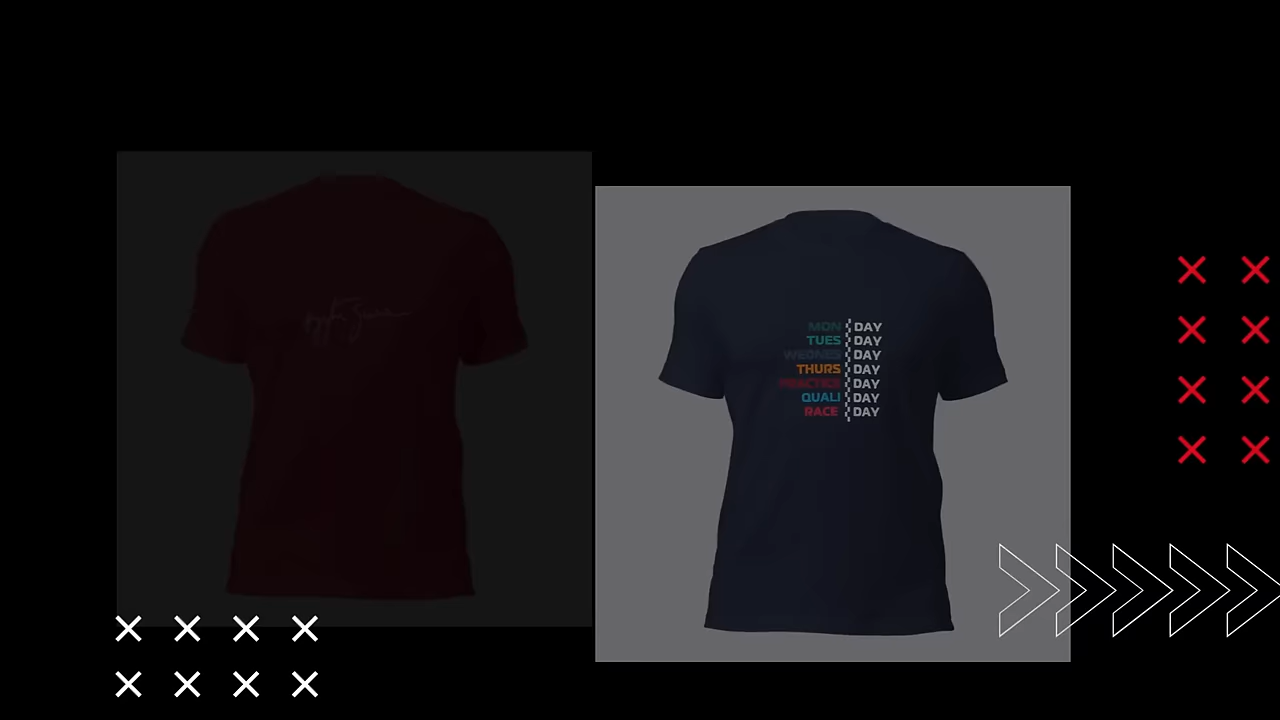 MON DAY
TUES DAY
WEDNES DAY
THURS DAY
PRACTICE DAY
QUALI DAY
RACE DAY